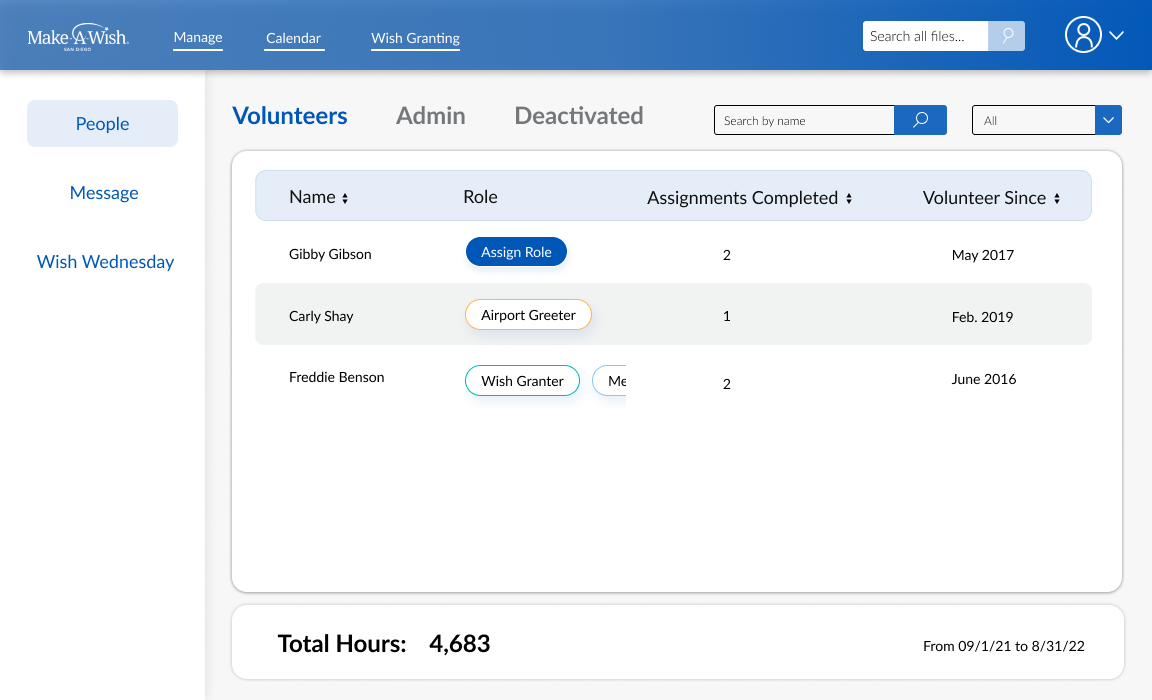 Make-A-Wish.
SAN DIEGO
Manage
Calendar
Wish Granting
Search all files...
People
Message
Wish Wednesday
Volunteers
Admin
Deactivated
Search by name
All
Name
Role
Assignments Completed
Volunteer Since
Gibby Gibson
Assign Role
2
May 2017
Carly Shay
Airport Greeter
1
Feb. 2019
Freddie Benson
Wish Granter
Me
2
June 2016
Total Hours: 4,683
From 09/1/21 to 8/31/22